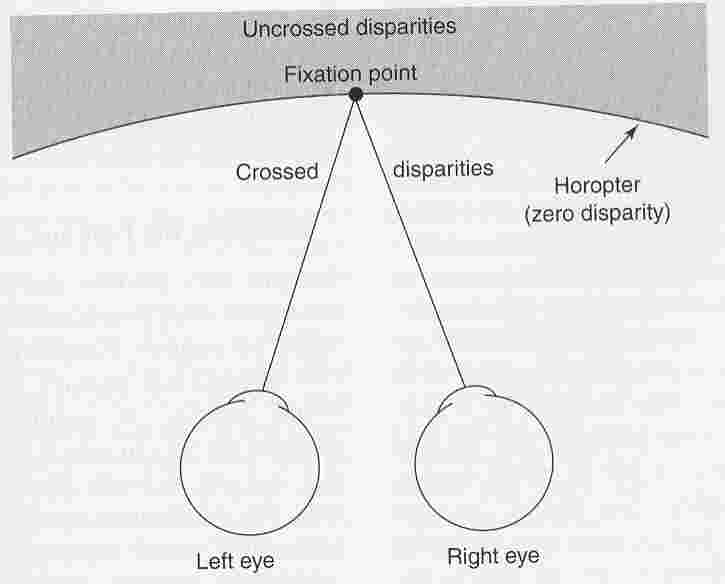 Uncrossed disparities
Fixation point
Crossed disparities
Horopter
(zero disparity)
Left eye
Right eye